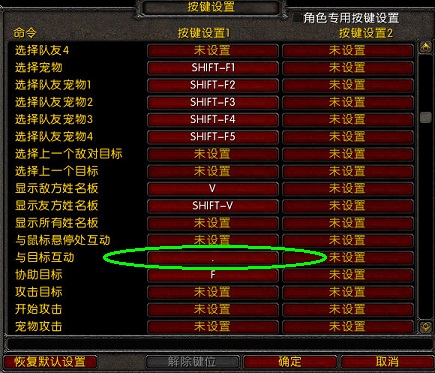 按键设置
角色专用按键设置
命令 按键设置1 按键设置2
选择队友4 未设置 未设置
选择宠物 SHIFT-F1 未设置
选择队友宠物1 SHIFT-F2 未设置
选择队友宠物2 SHIFT-F3 未设置
选择队友宠物3 SHIFT-F4 未设置
选择队友宠物4 SHIFT-F5 未设置
选择上一个敌对目标 未设置 未设置
选择上一个目标 未设置 未设置
显示敌方姓名板 V 未设置
显示友方姓名板 SHIFT-V 未设置
显示所有姓名板 未设置 未设置
与鼠标悬停处互动 未设置 未设置
与目标互动 . 未设置
协助目标 F 未设置
攻击目标 未设置 未设置
开始攻击 未设置 未设置
宠物攻击 未设置 未设置
恢复默认设置 解除键位 确定 取消